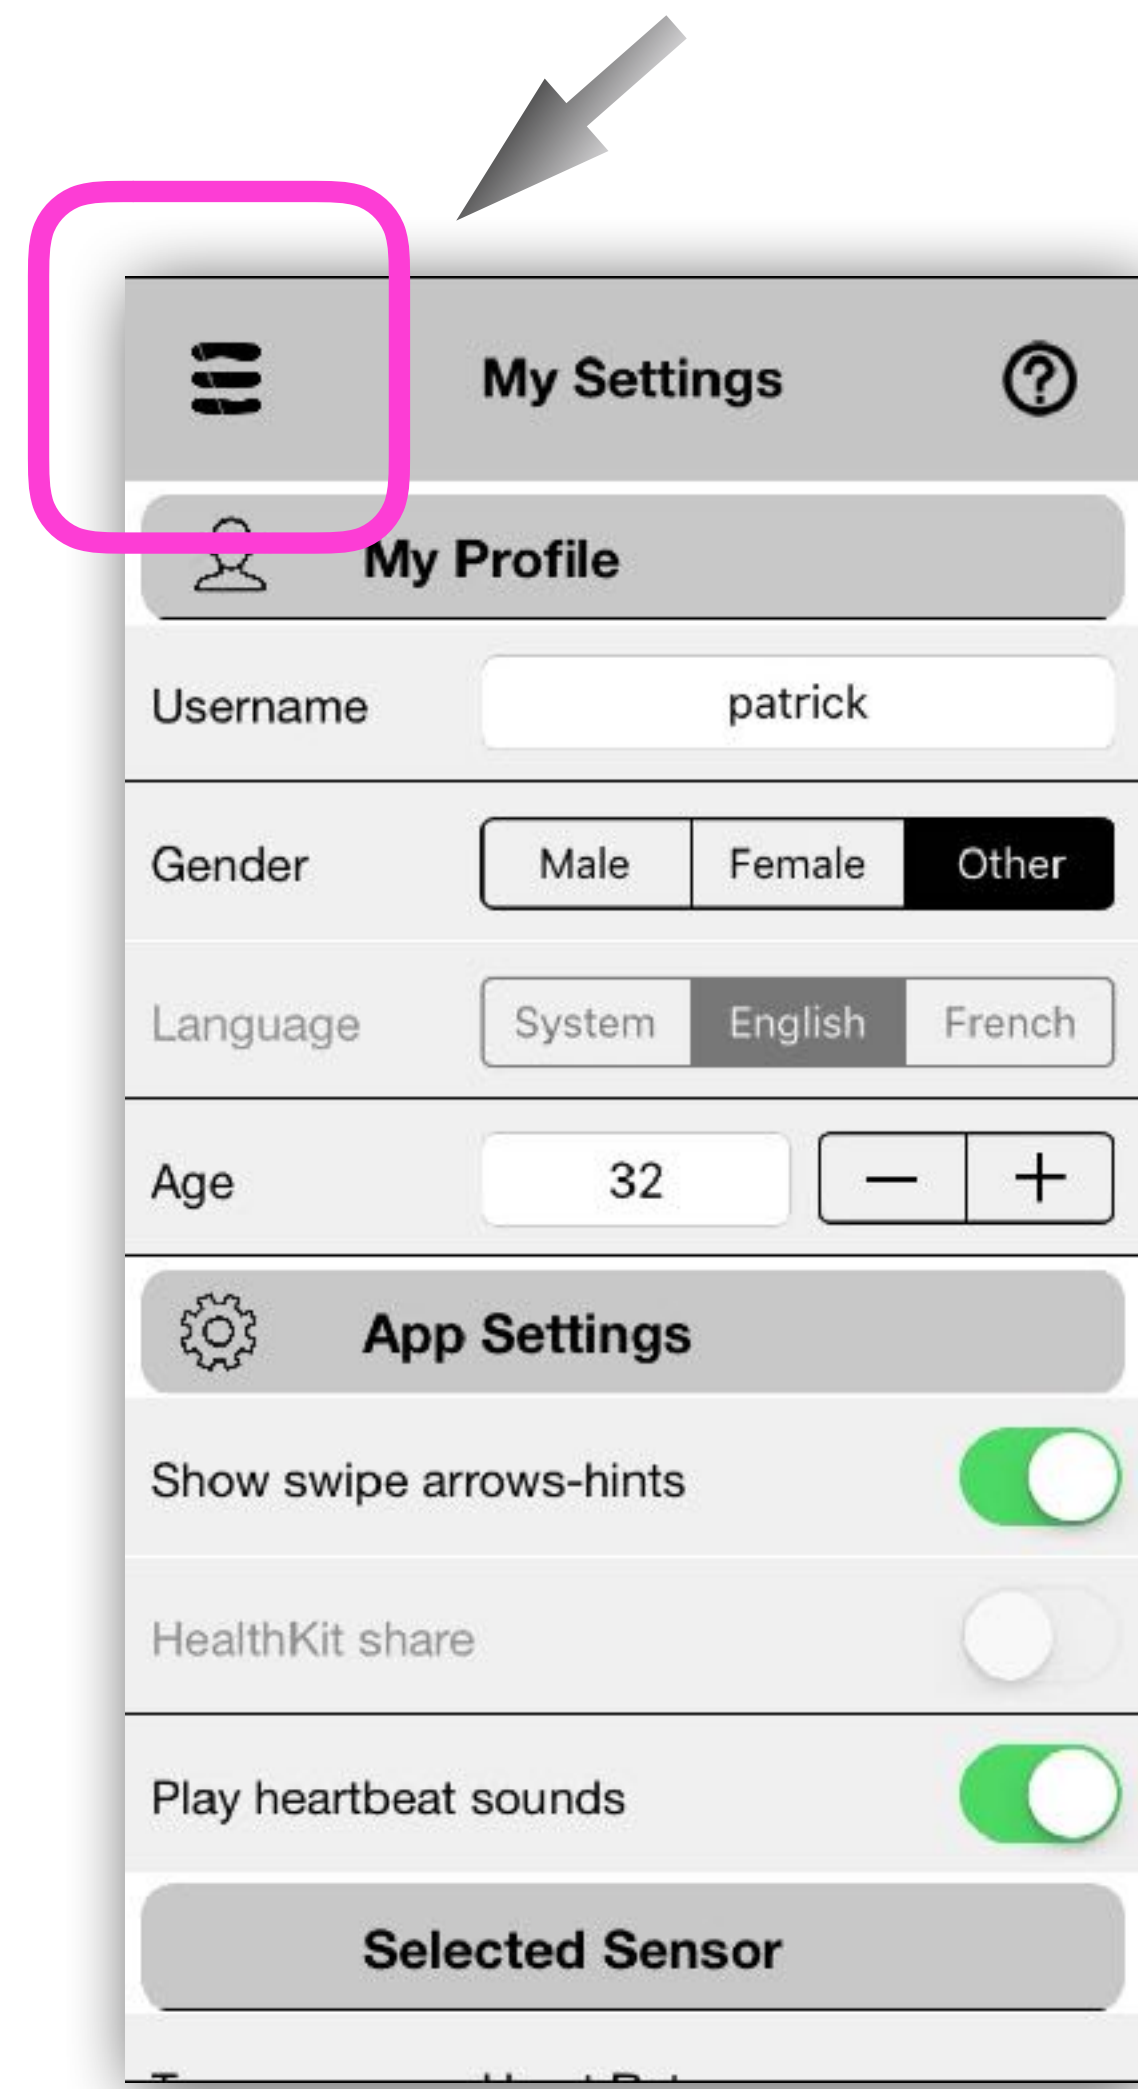 My Settings
My Profile
Username patrick
Gender Male Female Other
Language System English French
Age 32
App Settings
Show swipe arrows-hints
HealthKit share
Play heartbeat sounds
Selected Sensor